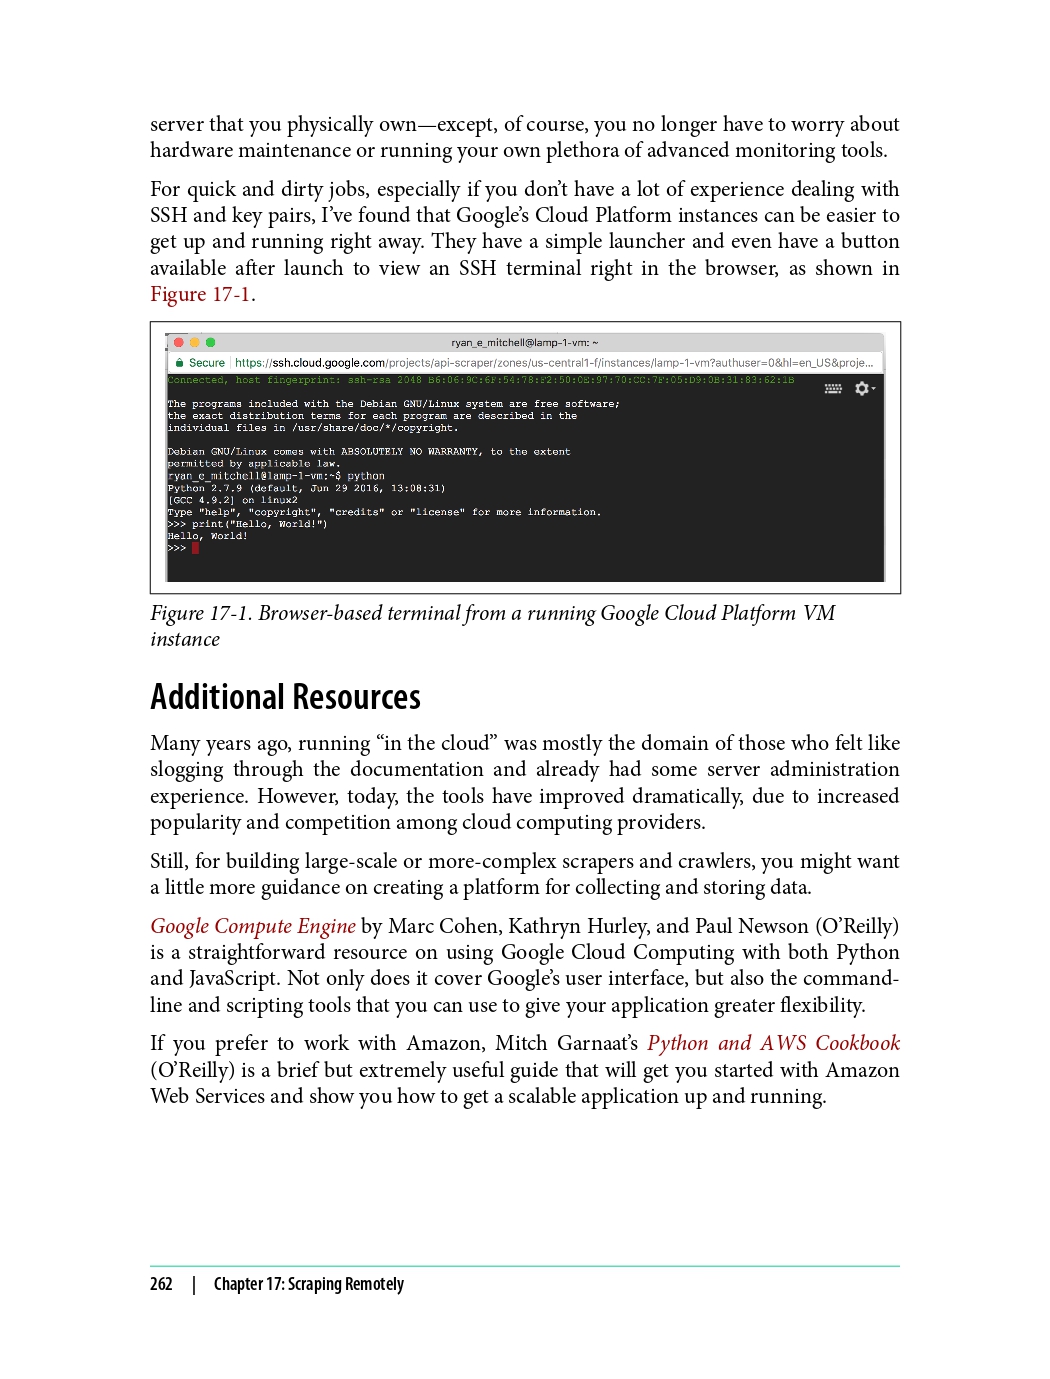 server that you physically own—except, of course, you no longer have to worry about
hardware maintenance or running your own plethora of advanced monitoring tools.
For quick and dirty jobs, especially if you don’t have a lot of experience dealing with
SSH and key pairs, I’ve found that Google’s Cloud Platform instances can be easier to
get up and running right away. They have a simple launcher and even have a button
available after launch to view an SSH terminal right in the browser, as shown in
Figure 17-1.
ryan_e_mitchell@lamp-1-vm: ~
Secure | https://ssh.cloud.google.com/projects/api-scraper/zones/us-central1-f/instances/lamp-1-vm?authuser=0&hl=en_US&proje...
Connected, host fingerprint: ssh-rsa 2048 B6:06:9C:6F:54:78:F2:50:0E:97:70:CC:7F:05:D9:0B:31:83:62:1B
The programs included with the Debian GNU/Linux system are free software;
the exact distribution terms for each program are described in the
individual files in /usr/share/doc/*/copyright.
Debian GNU/Linux comes with ABSOLUTELY NO WARRANTY, to the extent
permitted by applicable law.
ryan_e_mitchell@lamp-1-vm:~$ python
Python 2.7.9 (default, Jun 29 2016, 13:08:31)
[GCC 4.9.2] on linux2
Type "help", "copyright", "credits" or "license" for more information.
>>> print("Hello, World!")
Hello, World!
>>>
Figure 17-1. Browser-based terminal from a running Google Cloud Platform VM
instance
Additional Resources
Many years ago, running “in the cloud” was mostly the domain of those who felt like
slogging through the documentation and already had some server administration
experience. However, today, the tools have improved dramatically, due to increased
popularity and competition among cloud computing providers.
Still, for building large-scale or more-complex scrapers and crawlers, you might want
a little more guidance on creating a platform for collecting and storing data.
Google Compute Engine by Marc Cohen, Kathryn Hurley, and Paul Newson (O’Reilly)
is a straightforward resource on using Google Cloud Computing with both Python
and JavaScript. Not only does it cover Google’s user interface, but also the command-
line and scripting tools that you can use to give your application greater flexibility.
If you prefer to work with Amazon, Mitch Garnaat’s Python and AWS Cookbook
(O’Reilly) is a brief but extremely useful guide that will get you started with Amazon
Web Services and show you how to get a scalable application up and running.
262 | Chapter 17: Scraping Remotely